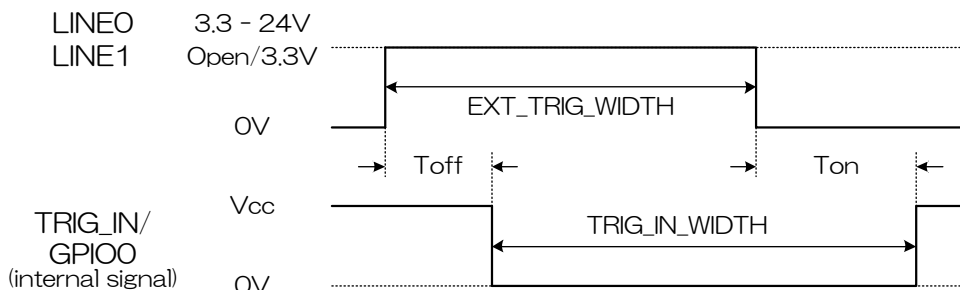 LINE0 3.3 - 24V
LINE1 Open/3.3V
EXT_TRIG_WIDTH
0V
Toff Ton
Vcc
TRIG_IN/
GPIO0
(internal signal)
TRIG_IN_WIDTH
0V